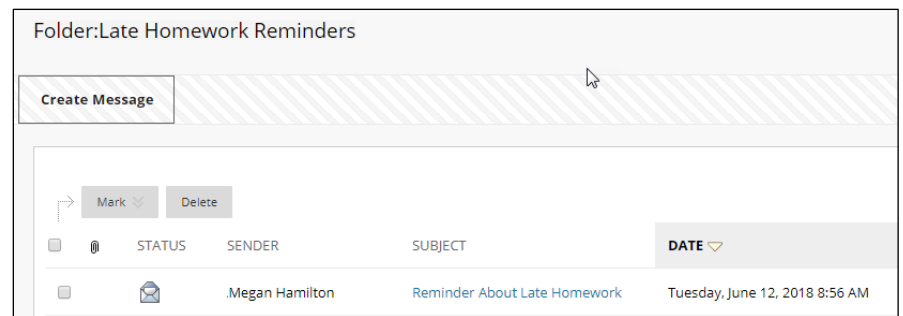 Folder:Late Homework Reminders
Create Message
Mark Delete
STATUS SENDER SUBJECT DATE
.Megan Hamilton Reminder About Late Homework Tuesday, June 12, 2018 8:56 AM